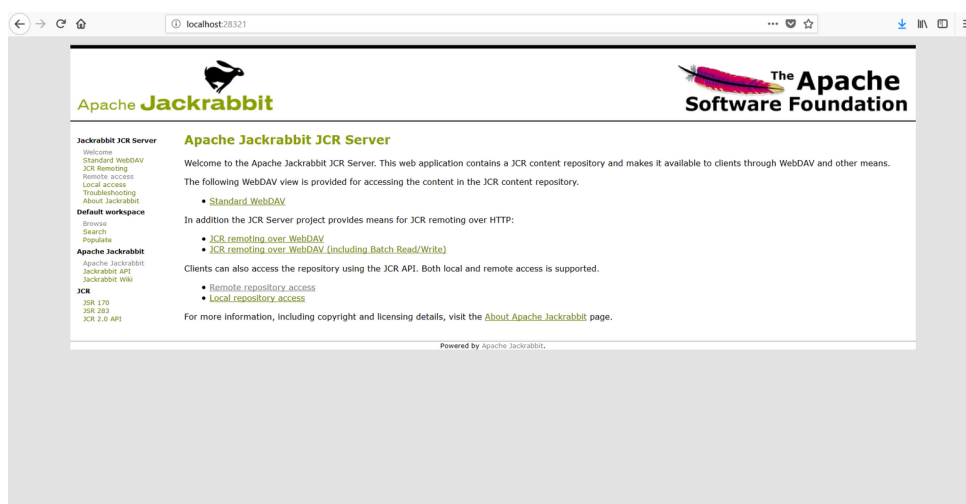 localhost:28321
Apache Jackrabbit
The Apache
Software Foundation
Jackrabbit JCR Server
Welcome
Standard WebDAV
JCR Remoting
Remote access
Local access
Troubleshooting
About Jackrabbit
Default workspace
Browse
Search
Populate
Apache Jackrabbit
Apache Jackrabbit
Jackrabbit API
Jackrabbit Wiki
JCR
JSR 170
JSR 283
JCR 2.0 API
Apache Jackrabbit JCR Server
Welcome to the Apache Jackrabbit JCR Server. This web application contains a JCR content repository and makes it available to clients through WebDAV and other means.
The following WebDAV view is provided for accessing the content in the JCR content repository.
• Standard WebDAV
In addition the JCR Server project provides means for JCR remoting over HTTP:
• JCR remoting over WebDAV
• JCR remoting over WebDAV (including Batch Read/Write)
Clients can also access the repository using the JCR API. Both local and remote access is supported.
• Remote repository access
• Local repository access
For more information, including copyright and licensing details, visit the About Apache Jackrabbit page.
Powered by Apache Jackrabbit.